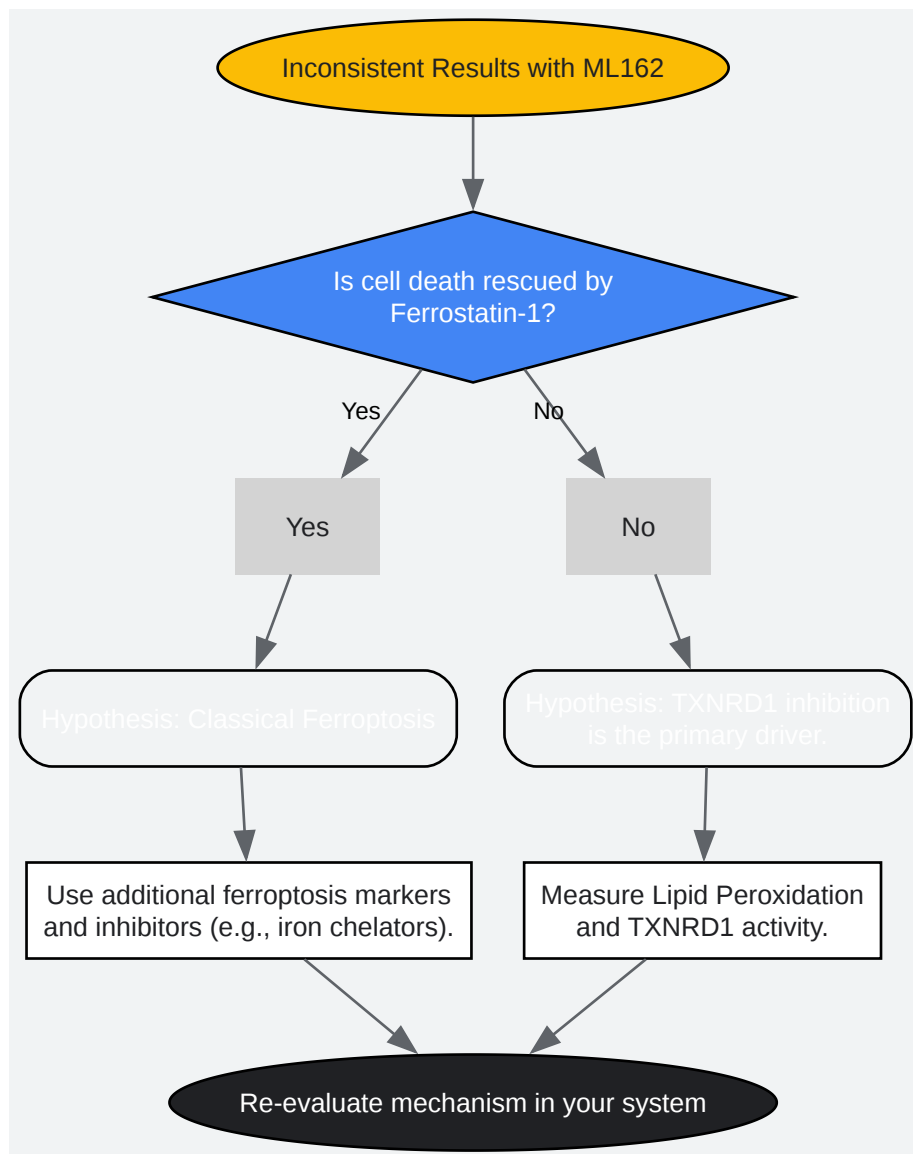 Inconsistent Results with ML162
Is cell death rescued by
Ferrostatin-1?
Yes
No
Yes
No
Hypothesis: Classical Ferroptosis
Hypothesis: TXNRD1 inhibition
is the primary driver.
Use additional ferroptosis markers
and inhibitors (e.g., iron chelators).
Measure Lipid Peroxidation
and TXNRD1 activity.
Re-evaluate mechanism in your system